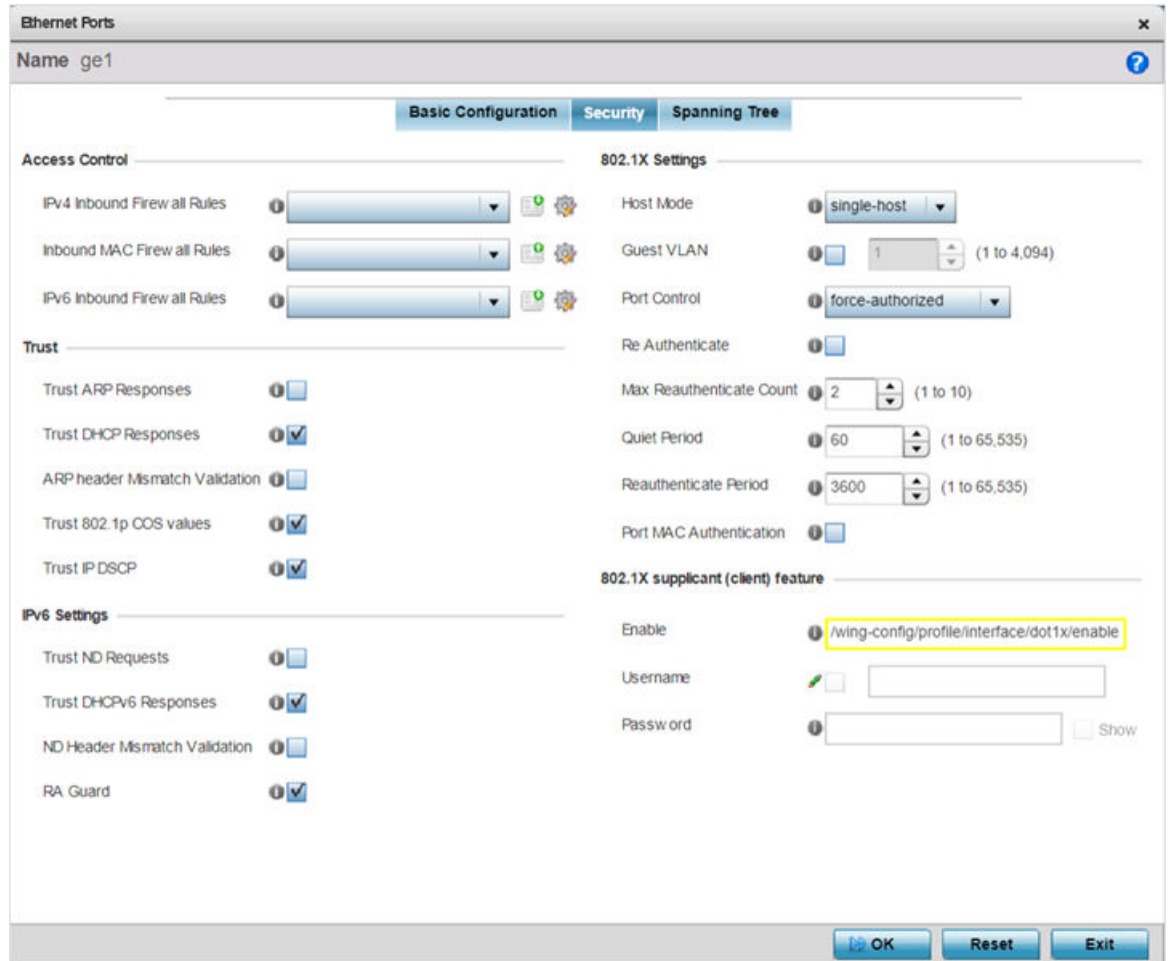 Ethernet Ports
Name ge1
Basic Configuration Security Spanning Tree
Access Control
IPv4 Inbound Firewall Rules
Inbound MAC Firewall Rules
IPv6 Inbound Firewall Rules
Trust
Trust ARP Responses
Trust DHCP Responses
ARP header Mismatch Validation
Trust 802.1p COS values
Trust IP DSCP
IPv6 Settings
Trust ND Requests
Trust DHCPv6 Responses
ND Header Mismatch Validation
RA Guard
802.1X Settings
Host Mode single-host
Guest VLAN 1 (1 to 4,094)
Port Control force-authorized
Re Authenticate
Max Reauthenticate Count 2 (1 to 10)
Quiet Period 60 (1 to 65,535)
Reauthenticate Period 3600 (1 to 65,535)
Port MAC Authentication
802.1X supplicant (client) feature
Enable /wing-config/profile/interface/dot1x/enable
Username
Password Show
OK Reset Exit